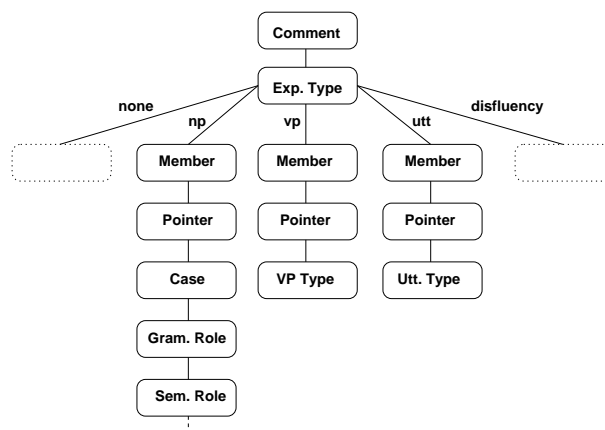 Comment
Exp. Type
none
disfluency
np
vp
utt
Member
Member
Member
Pointer
Pointer
Pointer
Case
VP Type
Utt. Type
Gram. Role
Sem. Role